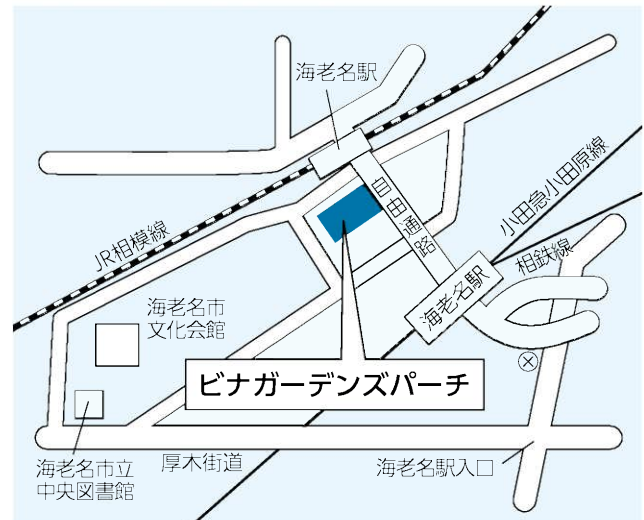 海老名駅
自由通路
小田急小田原線
相鉄線
JR相模線
海老名駅
海老名市
文化会館
ビナガーデンズパーチ
海老名市立
中央図書館
厚木街道
海老名駅入口